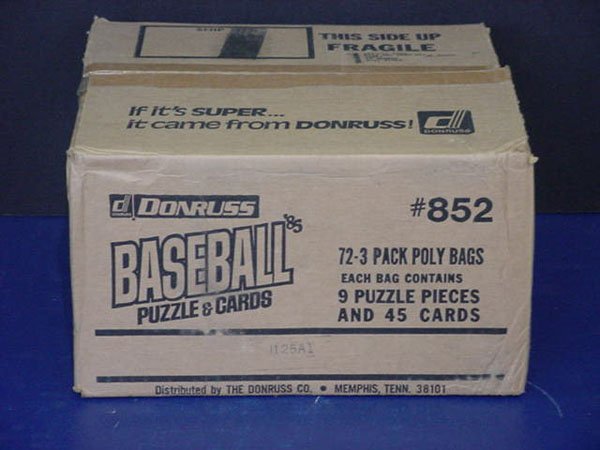 THIS SIDE UP
FRAGILE
If it's SUPER...
it came from DONRUSS!
DONRUSS
d DONRUSS
'85
BASEBALL
PUZZLE & CARDS
#852
72-3 PACK POLY BAGS
EACH BAG CONTAINS
9 PUZZLE PIECES
AND 45 CARDS
1125A1
Distributed by THE DONRUSS CO. • MEMPHIS, TENN. 38101